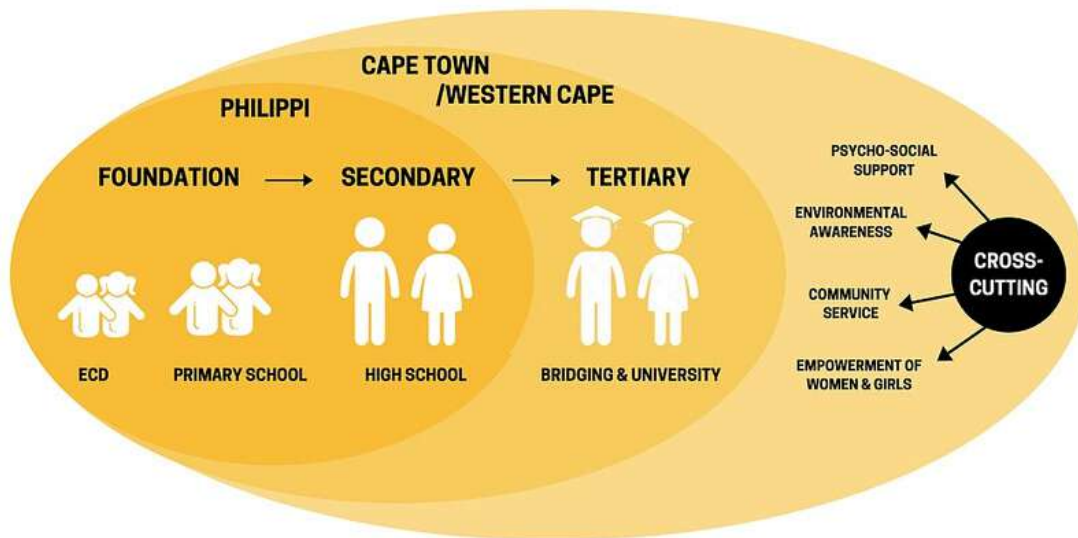 CAPE TOWN
/WESTERN CAPE
PHILIPPI
FOUNDATION
SECONDARY
TERTIARY
ECD
PRIMARY SCHOOL
HIGH SCHOOL
BRIDGING & UNIVERSITY
PSYCHO-SOCIAL
SUPPORT
ENVIRONMENTAL
AWARENESS
COMMUNITY
SERVICE
EMPOWERMENT OF
WOMEN & GIRLS
CROSS-
CUTTING